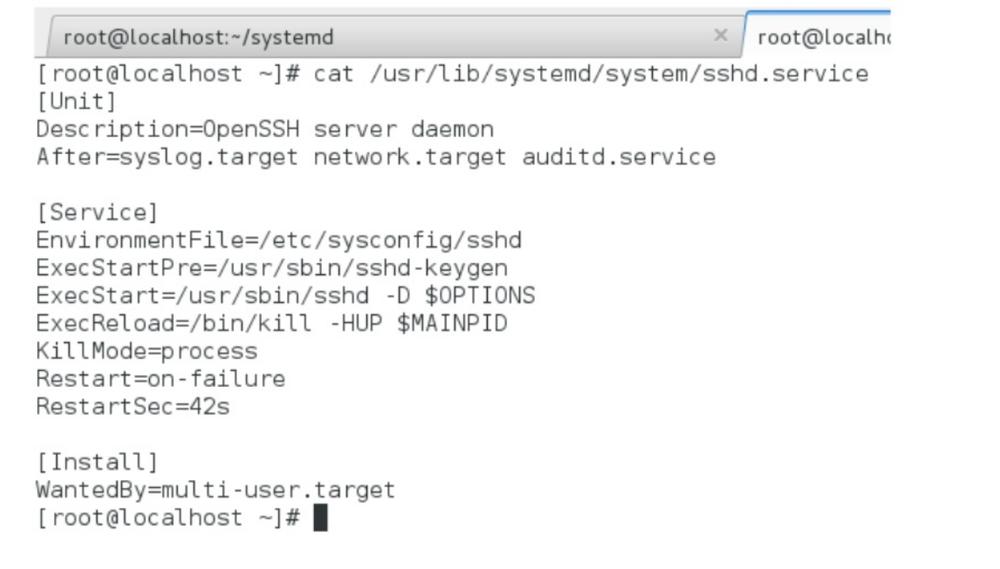 root@localhost:~/systemd × root@localh
[root@localhost ~]# cat /usr/lib/systemd/system/sshd.service
[Unit]
Description=OpenSSH server daemon
After=syslog.target network.target auditd.service

[Service]
EnvironmentFile=/etc/sysconfig/sshd
ExecStartPre=/usr/sbin/sshd-keygen
ExecStart=/usr/sbin/sshd -D $OPTIONS
ExecReload=/bin/kill -HUP $MAINPID
KillMode=process
Restart=on-failure
RestartSec=42s

[Install]
WantedBy=multi-user.target
[root@localhost ~]#